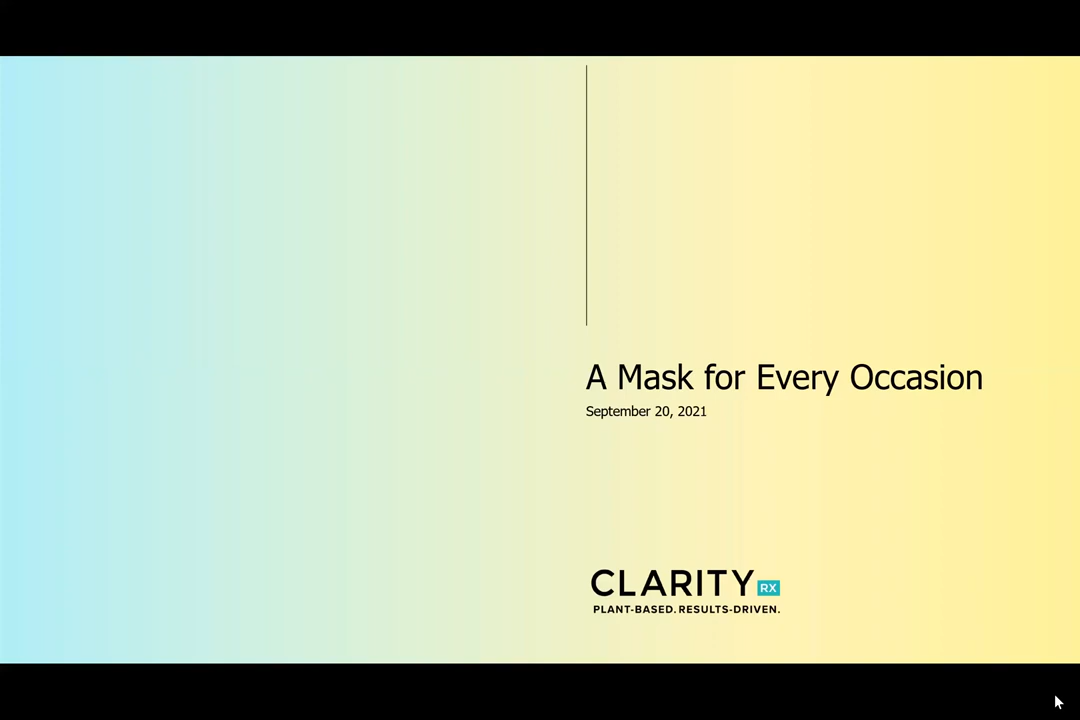 A Mask for Every Occasion
September 20, 2021
CLARITY RX
PLANT-BASED. RESULTS-DRIVEN.